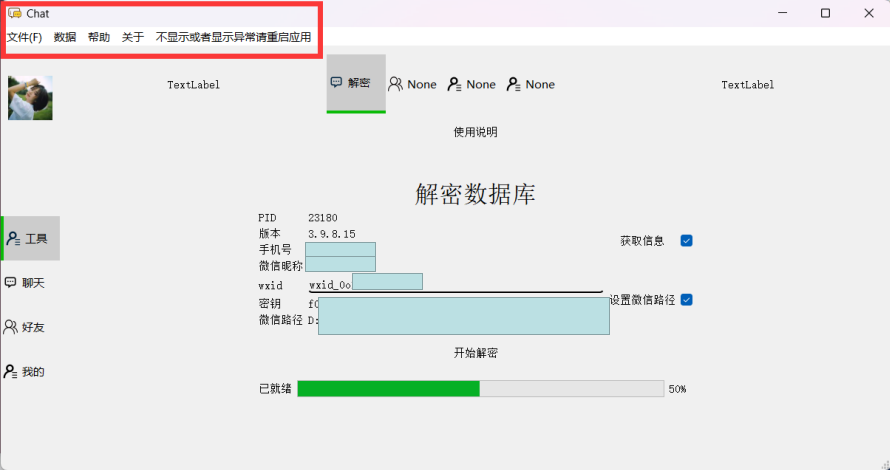 Chat
文件(F) 数据 帮助 关于 不显示或者显示异常请重启应用
TextLabel 解密 None None None TextLabel
使用说明
解密数据库
PID 23180
版本 3.9.8.15
手机号
获取信息
微信昵称
wxid wxid_0o
密钥 f0
设置微信路径
微信路径 D:
开始解密
已就绪 50%
工具
聊天
好友
我的